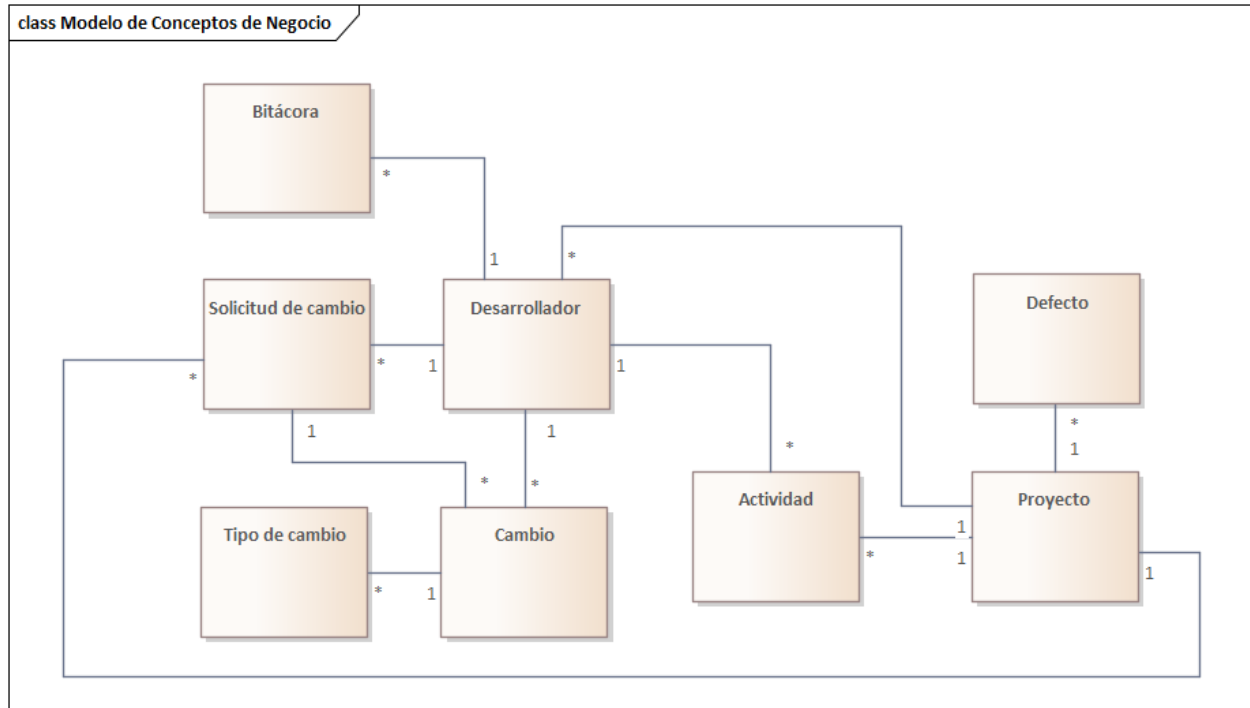 class Modelo de Conceptos de Negocio
Bitácora
*
1
*
Solicitud de cambio
Desarrollador
Defecto
*
*
1
1
*
1
1
1
*
*
*
*
1
Tipo de cambio
Cambio
Actividad
Proyecto
*
1
*
1
1
1